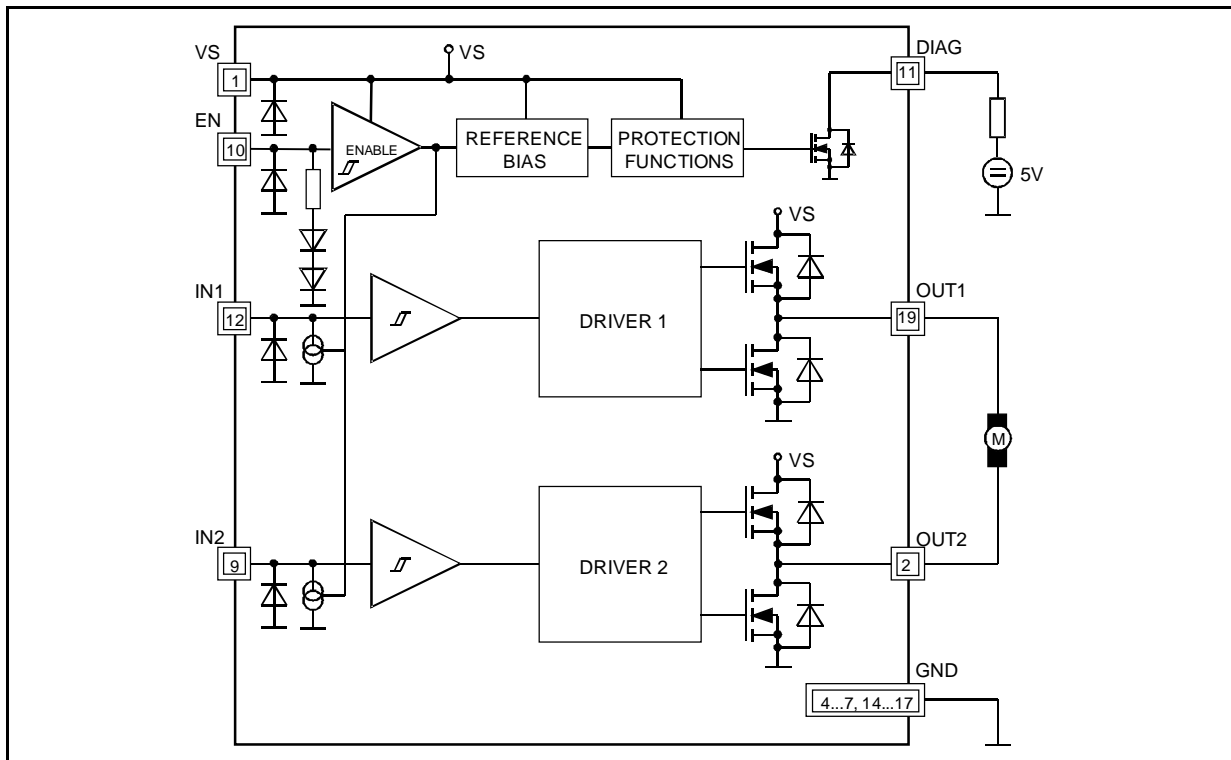 VS
VS
DIAG
1
11
EN
10
ENABLE
REFERENCE
BIAS
PROTECTION
FUNCTIONS
5V
VS
IN1
OUT1
12
DRIVER 1
19
M
VS
IN2
OUT2
9
DRIVER 2
2
GND
4...7, 14...17